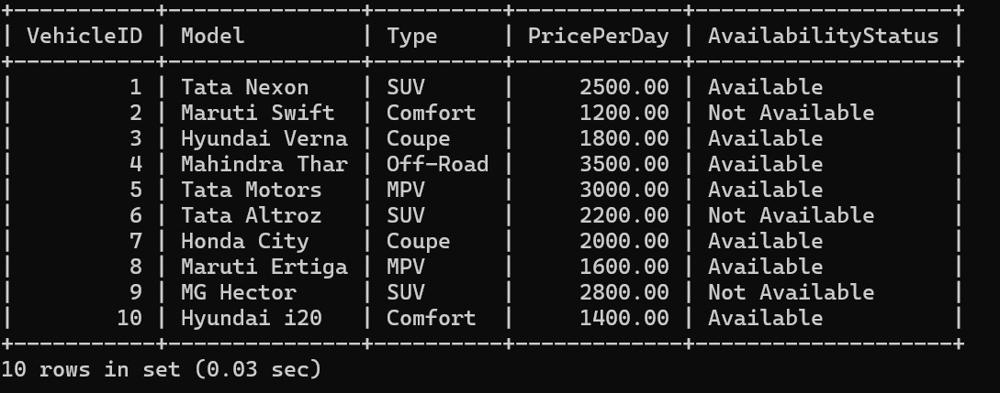 +-----------+---------------+----------+-------------+--------------------+
| VehicleID | Model         | Type     | PricePerDay | AvailabilityStatus |
+-----------+---------------+----------+-------------+--------------------+
|         1 | Tata Nexon    | SUV      |     2500.00 | Available          |
|         2 | Maruti Swift  | Comfort  |     1200.00 | Not Available      |
|         3 | Hyundai Verna | Coupe    |     1800.00 | Available          |
|         4 | Mahindra Thar | Off-Road |     3500.00 | Available          |
|         5 | Tata Motors   | MPV      |     3000.00 | Available          |
|         6 | Tata Altroz   | SUV      |     2200.00 | Not Available      |
|         7 | Honda City    | Coupe    |     2000.00 | Available          |
|         8 | Maruti Ertiga | MPV      |     1600.00 | Available          |
|         9 | MG Hector     | SUV      |     2800.00 | Not Available      |
|        10 | Hyundai i20   | Comfort  |     1400.00 | Available          |
+-----------+---------------+----------+-------------+--------------------+
10 rows in set (0.03 sec)